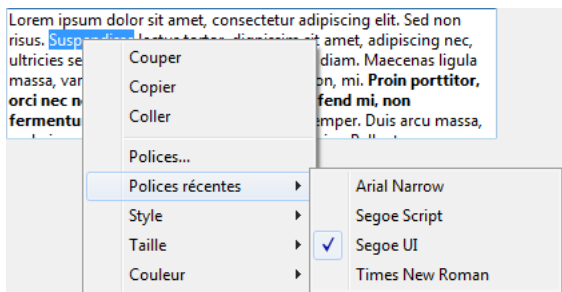 Lorem ipsum dolor sit amet, consectetur adipiscing elit. Sed non
risus. Suspendisse lectus tortor, dignissim sit amet, adipiscing nec,
ultricies se diam. Maecenas ligula
massa, var on, mi. Proin porttitor,
orci nec n fend mi, non
fermentu emper. Duis arcu massa,
Couper
Copier
Coller
Polices...
Polices récentes
Style
Taille
Couleur
Arial Narrow
Segoe Script
Segoe UI
Times New Roman